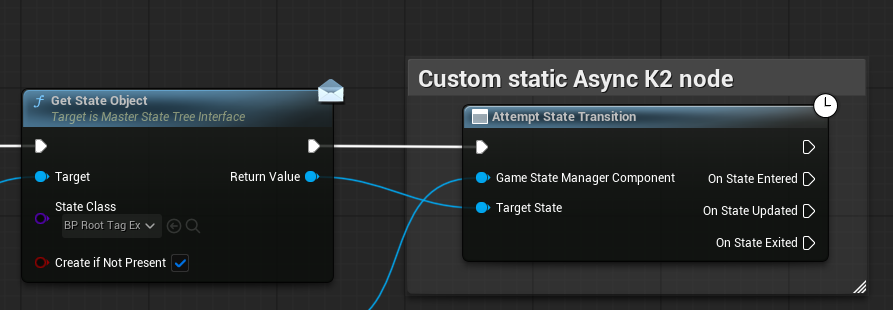 Custom static Async K2 node
f Get State Object
Target is Master State Tree Interface
Target
Return Value
State Class
BP Root Tag Ex
Create if Not Present
Attempt State Transition
Game State Manager Component
On State Entered
Target State
On State Updated
On State Exited